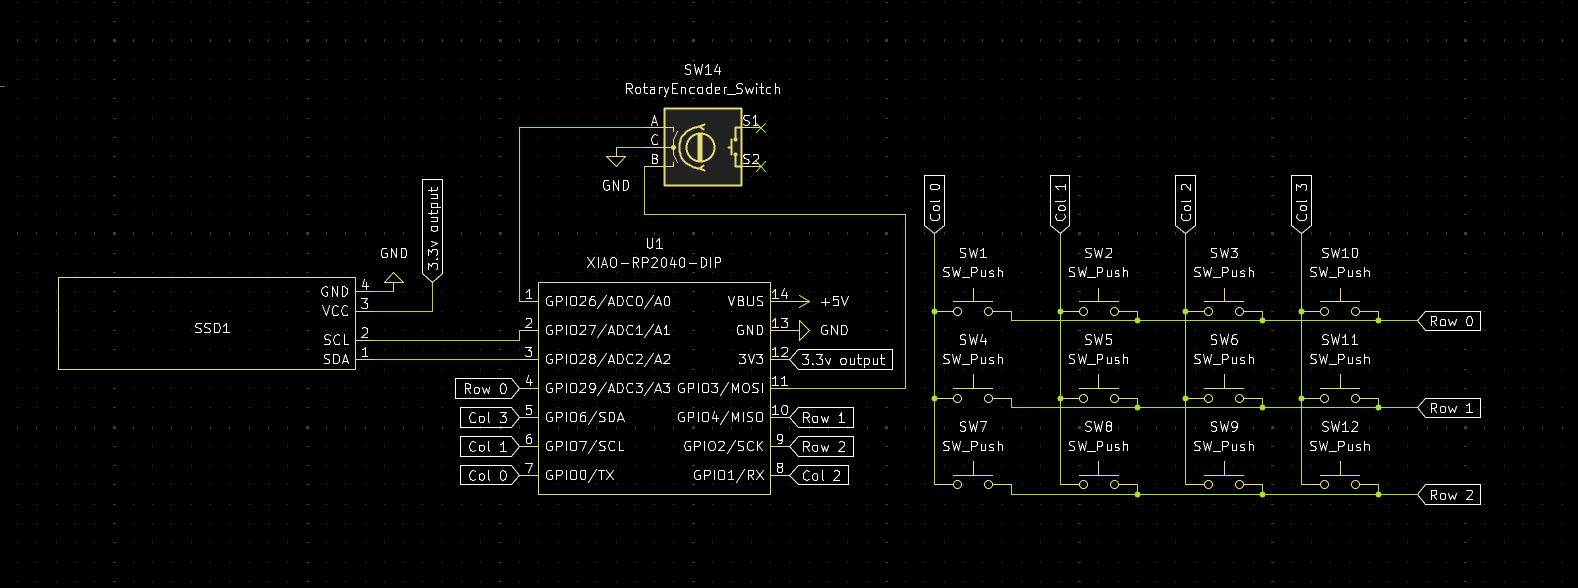 SW14
RotaryEncoder_Switch
A
C
B
S1
S2
GND
3.3v output
GND
SSD1
GND 4
VCC 3
SCL 2
SDA 1
U1
XIAO-RP2040-DIP
1 GPIO26/ADC0/A0
2 GPIO27/ADC1/A1
3 GPIO28/ADC2/A2
Row 0 4 GPIO29/ADC3/A3
Col 3 5 GPIO6/SDA
Col 1 6 GPIO7/SCL
Col 0 7 GPIO0/TX
VBUS 14 +5V
GND 13 GND
3V3 12 3.3v output
GPIO3/MOSI 11
GPIO4/MISO 10 Row 1
GPIO2/SCK 9 Row 2
GPIO1/RX 8 Col 2
Col 0 Col 1 Col 2 Col 3
SW1 SW2 SW3 SW10
SW_Push SW_Push SW_Push SW_Push
Row 0
SW4 SW5 SW6 SW11
SW_Push SW_Push SW_Push SW_Push
Row 1
SW7 SW8 SW9 SW12
SW_Push SW_Push SW_Push SW_Push
Row 2